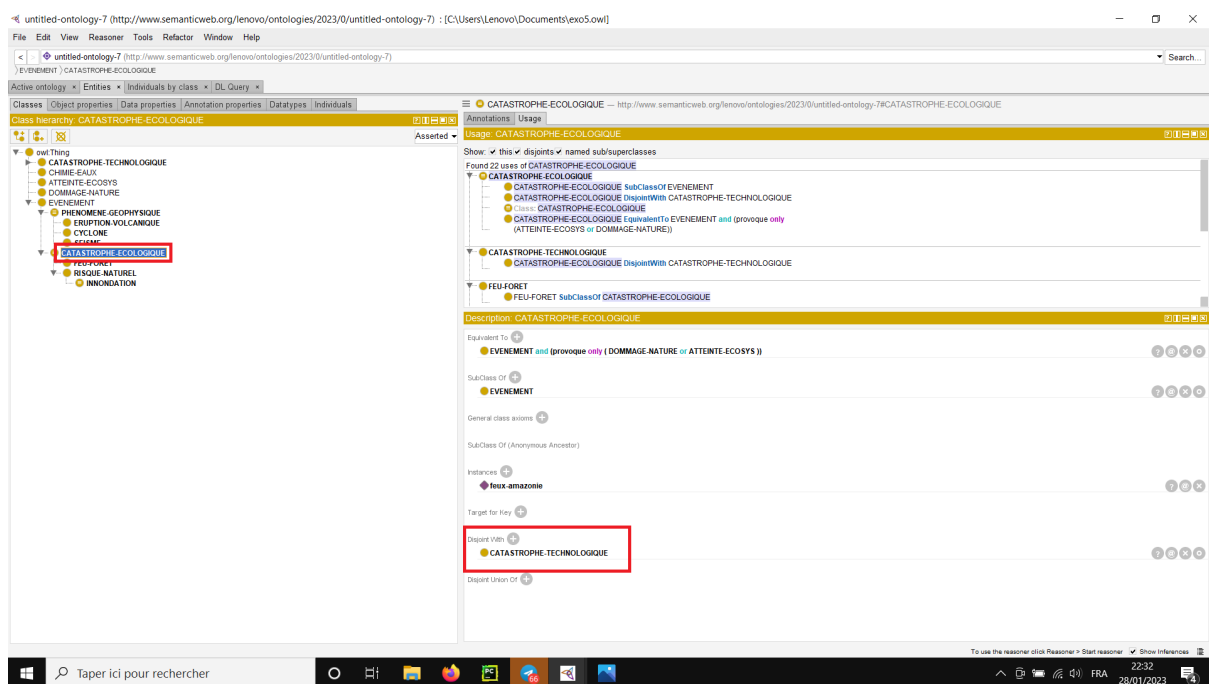 untitled-ontology-7 (http://www.semanticweb.org/lenovo/ontologies/2023/0/untitled-ontology-7) : [C:\Users\Lenovo\Documents\exo5.owl]
File Edit View Reasoner Tools Refactor Window Help
< > untitled-ontology-7 (http://www.semanticweb.org/lenovo/ontologies/2023/0/untitled-ontology-7) Search...
EVENEMENT CATASTROPHE-ECOLOGIQUE
Active ontology × Entities × Individuals by class × DL Query ×
Classes Object properties Data properties Annotation properties Datatypes Individuals
Class hierarchy: CATASTROPHE-ECOLOGIQUE
Asserted
owl:Thing
CATASTROPHE-TECHNOLOGIQUE
CHIMIE-EAUX
ATTEINTE-ECOSYS
DOMMAGE-NATURE
EVENEMENT
PHENOMENE-GEOPHYSIQUE
ERUPTION-VOLCANIQUE
CYCLONE
SEISME
CATASTROPHE-ECOLOGIQUE
FEU-FORET
RISQUE-NATUREL
INNONDATION
CATASTROPHE-ECOLOGIQUE — http://www.semanticweb.org/lenovo/ontologies/2023/0/untitled-ontology-7#CATASTROPHE-ECOLOGIQUE
Annotations Usage
Usage: CATASTROPHE-ECOLOGIQUE
Show: this disjoints named sub/superclasses
Found 22 uses of CATASTROPHE-ECOLOGIQUE
CATASTROPHE-ECOLOGIQUE
CATASTROPHE-ECOLOGIQUE SubClassOf EVENEMENT
CATASTROPHE-ECOLOGIQUE DisjointWith CATASTROPHE-TECHNOLOGIQUE
Class: CATASTROPHE-ECOLOGIQUE
CATASTROPHE-ECOLOGIQUE EquivalentTo EVENEMENT and (provoque only
(ATTEINTE-ECOSYS or DOMMAGE-NATURE))
CATASTROPHE-TECHNOLOGIQUE
CATASTROPHE-ECOLOGIQUE DisjointWith CATASTROPHE-TECHNOLOGIQUE
FEU-FORET
FEU-FORET SubClassOf CATASTROPHE-ECOLOGIQUE
Description: CATASTROPHE-ECOLOGIQUE
Equivalent To
EVENEMENT and (provoque only ( DOMMAGE-NATURE or ATTEINTE-ECOSYS ))
SubClass Of
EVENEMENT
General class axioms
SubClass Of (Anonymous Ancestor)
Instances
feux-amazonie
Target for Key
Disjoint With
CATASTROPHE-TECHNOLOGIQUE
Disjoint Union Of
To use the reasoner click Reasoner > Start reasoner Show Inferences
Taper ici pour rechercher
PC
66
FRA
22:32
28/01/2023
4